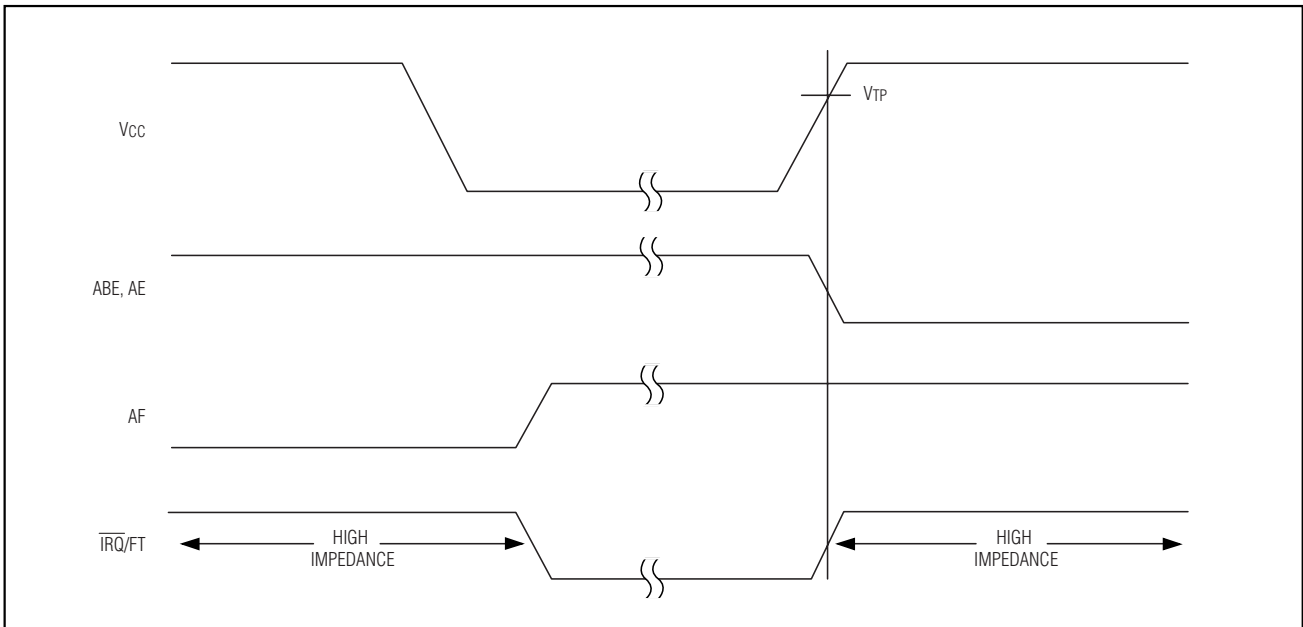 VTP
VCC
ABE, AE
AF
IRQ/FT
HIGH
IMPEDANCE
HIGH
IMPEDANCE